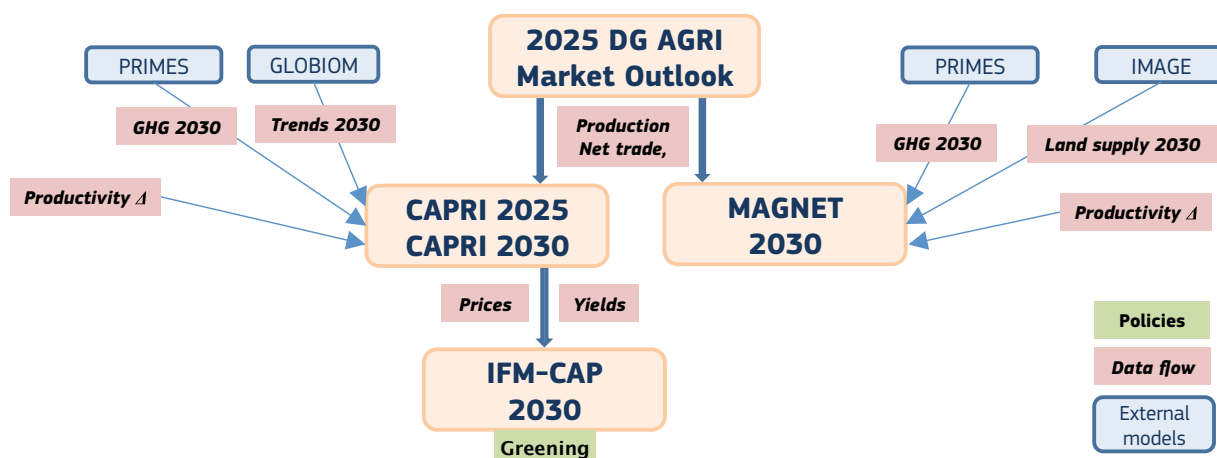 2025 DG AGRI
Market Outlook
PRIMES
GLOBIOM
PRIMES
IMAGE
GHG 2030
Trends 2030
Production
Net trade,
GHG 2030
Land supply 2030
Productivity Δ
CAPRI 2025
CAPRI 2030
MAGNET
2030
Productivity Δ
Prices
Yields
Policies
Data flow
IFM-CAP
2030
Greening
External
models